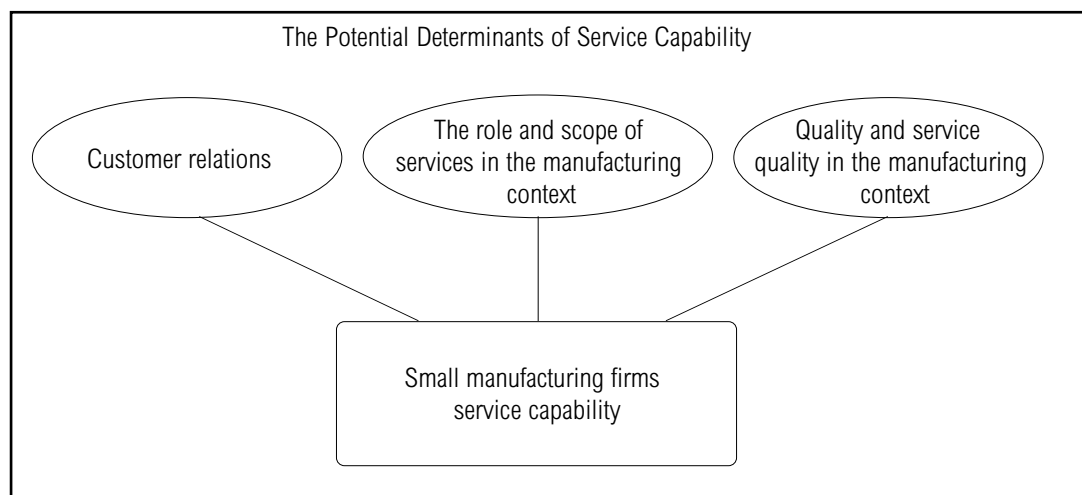 The Potential Determinants of Service Capability
Customer relations
The role and scope of
services in the manufacturing
context
Quality and service
quality in the manufacturing
context
Small manufacturing firms
service capability